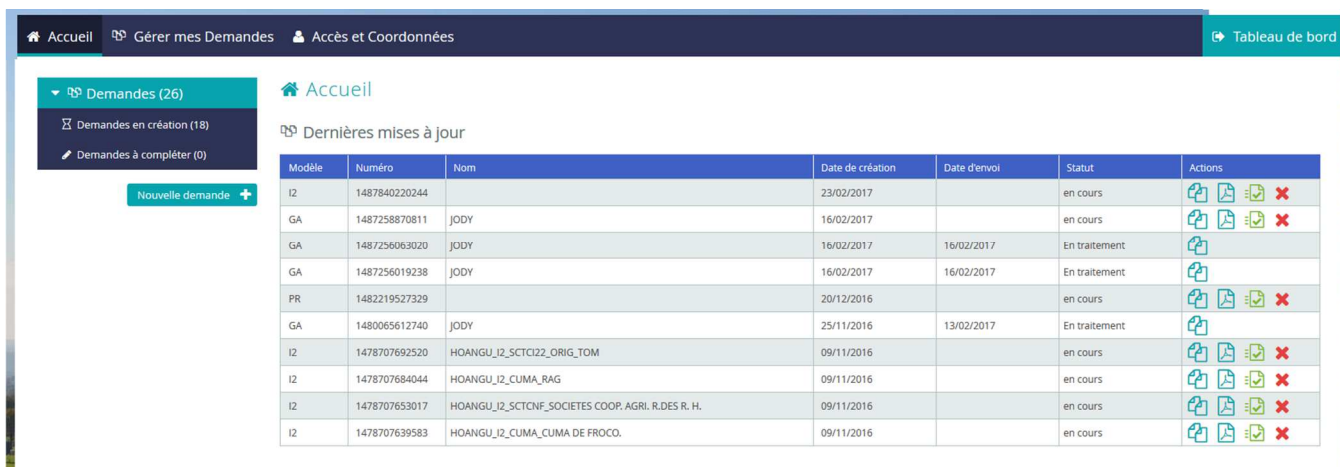 Accueil Gérer mes Demandes Accès et Coordonnées Tableau de bord
Demandes (26)
Demandes en création (18)
Demandes à compléter (0)
Nouvelle demande
Accueil
Dernières mises à jour
Modèle Numéro Nom Date de création Date d'envoi Statut Actions
I2 1487840220244 23/02/2017 en cours
GA 1487258870811 JODY 16/02/2017 en cours
GA 1487256063020 JODY 16/02/2017 16/02/2017 En traitement
GA 1487256019238 JODY 16/02/2017 16/02/2017 En traitement
PR 1482219527329 20/12/2016 en cours
GA 1480065612740 JODY 25/11/2016 13/02/2017 En traitement
I2 1478707692520 HOANGU_I2_SCTCI22_ORIG_TOM 09/11/2016 en cours
I2 1478707684044 HOANGU_I2_CUMA_RAG 09/11/2016 en cours
I2 1478707653017 HOANGU_I2_SCTCNF_SOCIETES COOP. AGRI. R.DES R. H. 09/11/2016 en cours
I2 1478707639583 HOANGU_I2_CUMA_CUMA DE FROCO. 09/11/2016 en cours